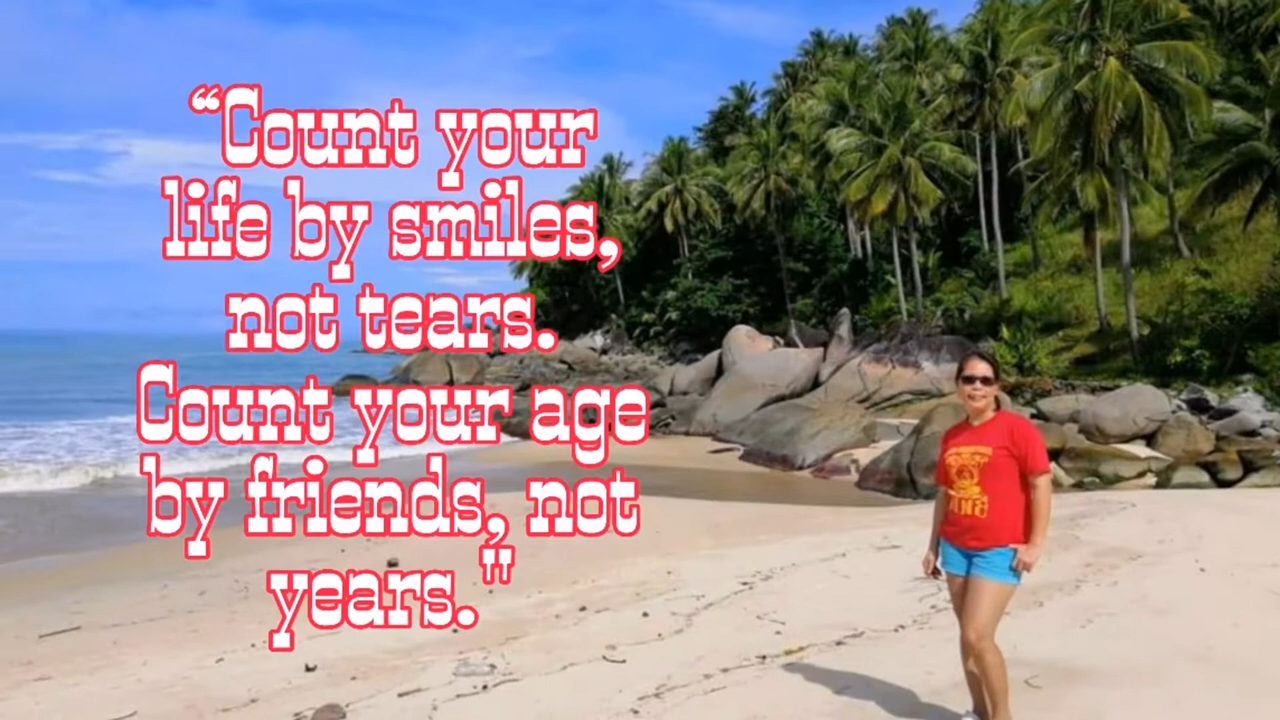 “Count your
life by smiles,
not tears.
Count your age
by friends, not
years."